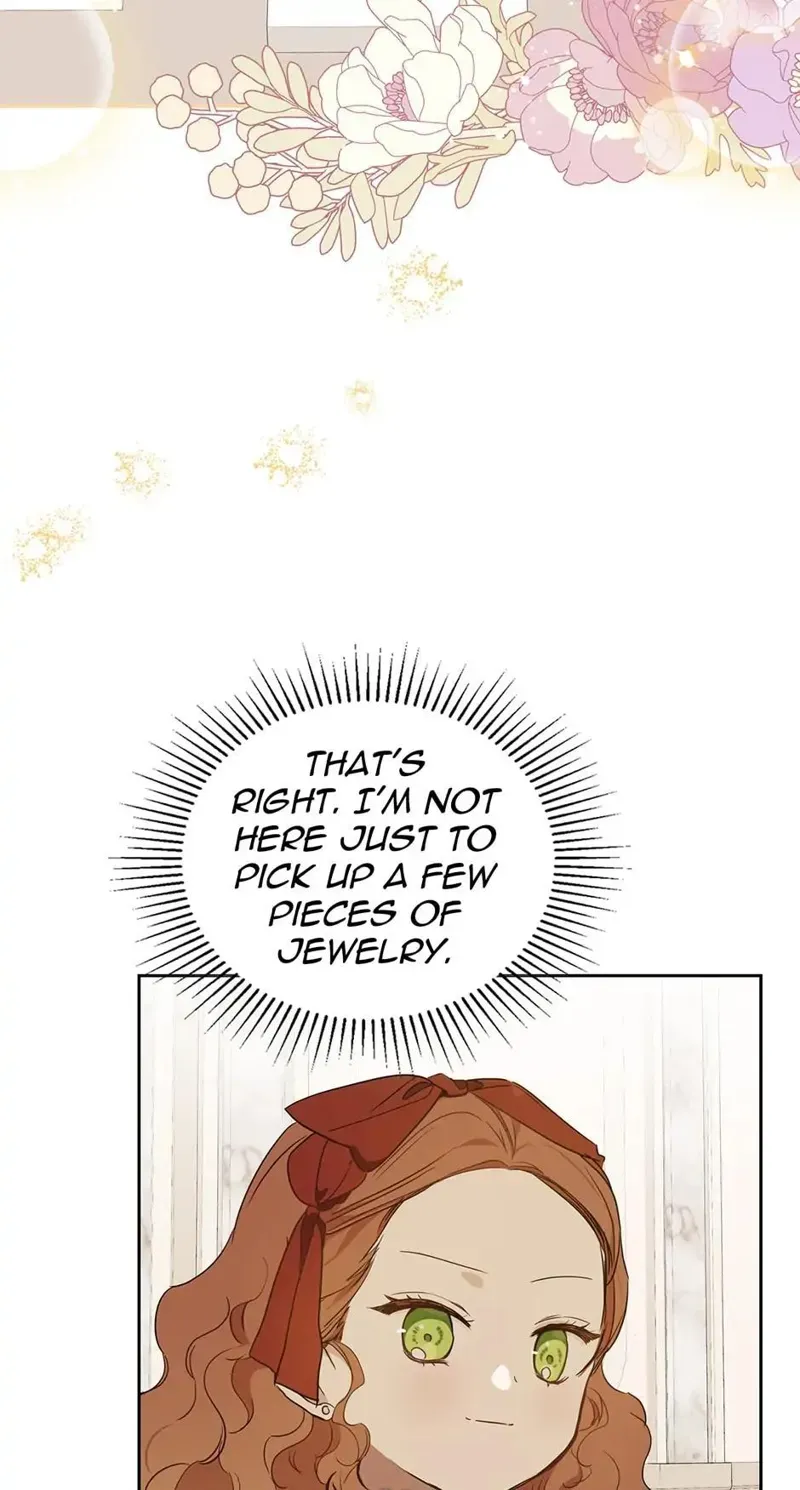 THAT'S
RIGHT. I'M NOT
HERE JUST TO
PICK UP A FEW
PIECES OF
JEWELRY.